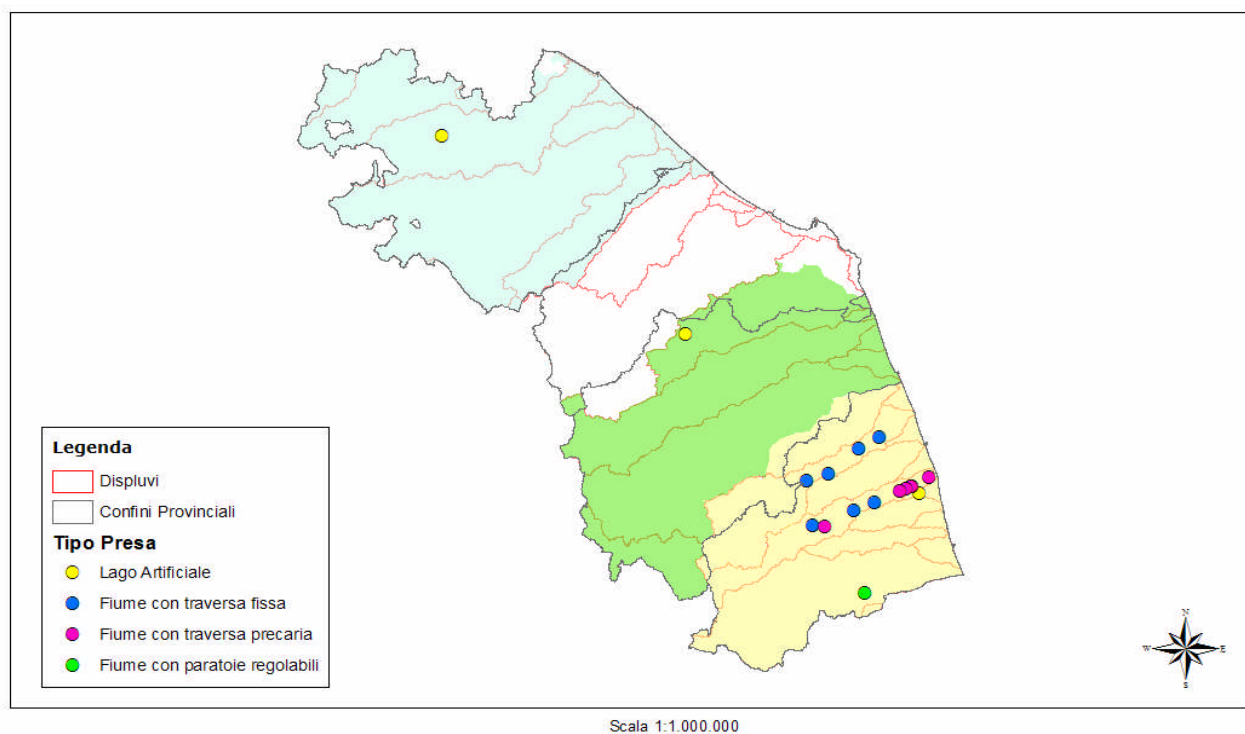 N
W
E
S
Legenda
Displuvi
Confini Provinciali
Tipo Presa
Lago Artificiale
Fiume con traversa fissa
Fiume con traversa precaria
Fiume con paratoie regolabili
Scala 1:1.000.000